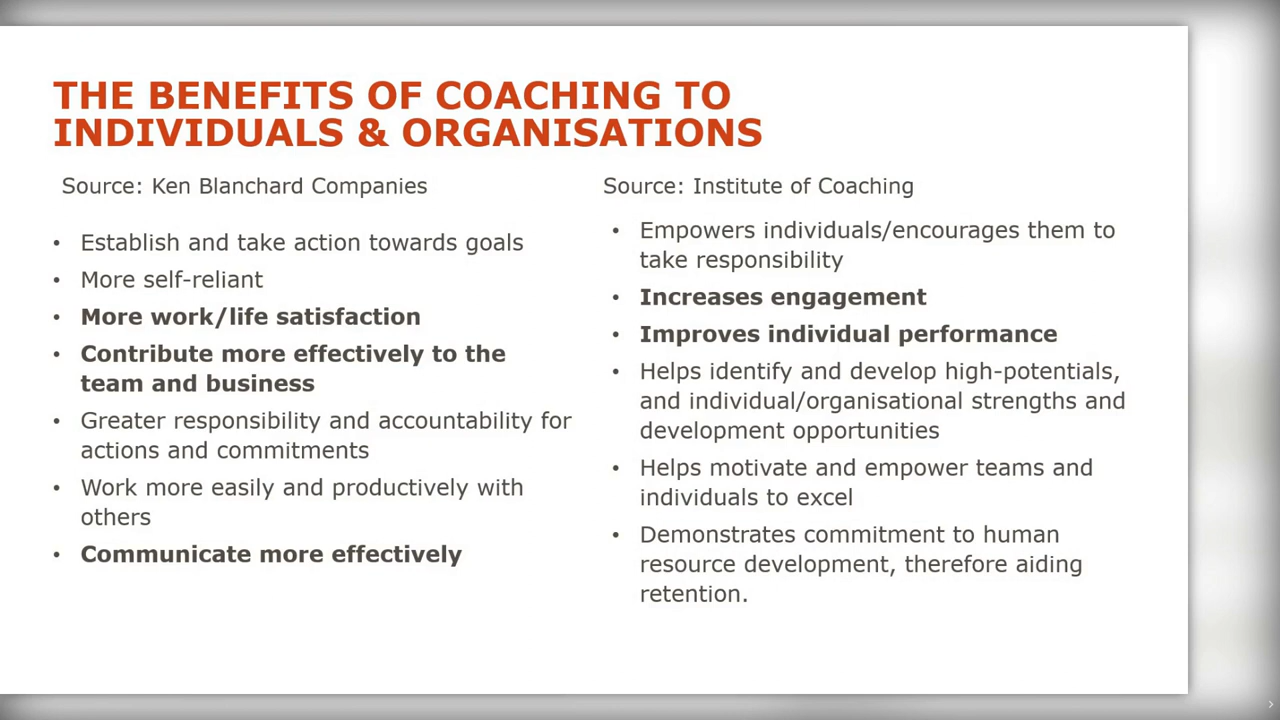 THE BENEFITS OF COACHING TO
INDIVIDUALS & ORGANISATIONS
Source: Ken Blanchard Companies
• Establish and take action towards goals
• More self-reliant
• More work/life satisfaction
• Contribute more effectively to the
team and business
• Greater responsibility and accountability for
actions and commitments
• Work more easily and productively with
others
• Communicate more effectively
Source: Institute of Coaching
• Empowers individuals/encourages them to
take responsibility
• Increases engagement
• Improves individual performance
• Helps identify and develop high-potentials,
and individual/organisational strengths and
development opportunities
• Helps motivate and empower teams and
individuals to excel
• Demonstrates commitment to human
resource development, therefore aiding
retention.